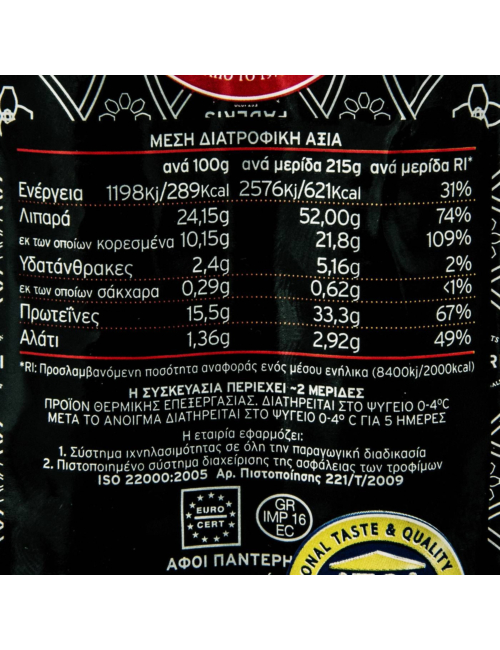 ΜΕΣΗ ΔΙΑΤΡΟΦΙΚΗ ΑΞΙΑ
ανά 100g ανά μερίδα 215g ανά μερίδα RI*
Ενέργεια 1198kj/289Kcal 2576kj/621Kcal 31%
Λιπαρά 24,15g 52,00g 74%
εκ των οποίων κορεσμένα 10,15g 21,8g 109%
Υδατάνθρακες 2,4g 5,16g 2%
εκ των οποίων σάκχαρα 0,29g 0,62g <1%
Πρωτεΐνες 15,5g 33,3g 67%
Αλάτι 1,36g 2,92g 49%
*RI: Προσλαμβανόμενη ποσότητα αναφοράς ενός μέσου ενήλικα (8400kj/2000kcal)
Η ΣΥΣΚΕΥΑΣΙΑ ΠΕΡΙΕΧΕΙ ~2 ΜΕΡΙΔΕΣ
ΠΡΟΪΟΝ ΘΕΡΜΙΚΗΣ ΕΠΕΞΕΡΓΑΣΙΑΣ. ΔΙΑΤΗΡΕΙΤΑΙ ΣΤΟ ΨΥΓΕΙΟ 0-4°C
ΜΕΤΑ ΤΟ ΑΝΟΙΓΜΑ ΔΙΑΤΗΡΕΙΤΑΙ ΣΤΟ ΨΥΓΕΙΟ 0-4° C ΓΙΑ 5 ΗΜΕΡΕΣ
Η εταιρία εφαρμόζει:
1. Σύστημα ιχνηλασιμότητας σε όλη την παραγωγική διαδικασία
2. Πιστοποιημένο σύστημα διαχείρισης της ασφάλειας των τροφίμων
ISO 22000:2005 Αρ. Πιστοποίησης 221/Τ/2009
EURO
CERT
GR
IMP 16
EC
ΑΦΟΙ ΠΑΝΤΕΡΗ
ONAL TASTE & QUALITY